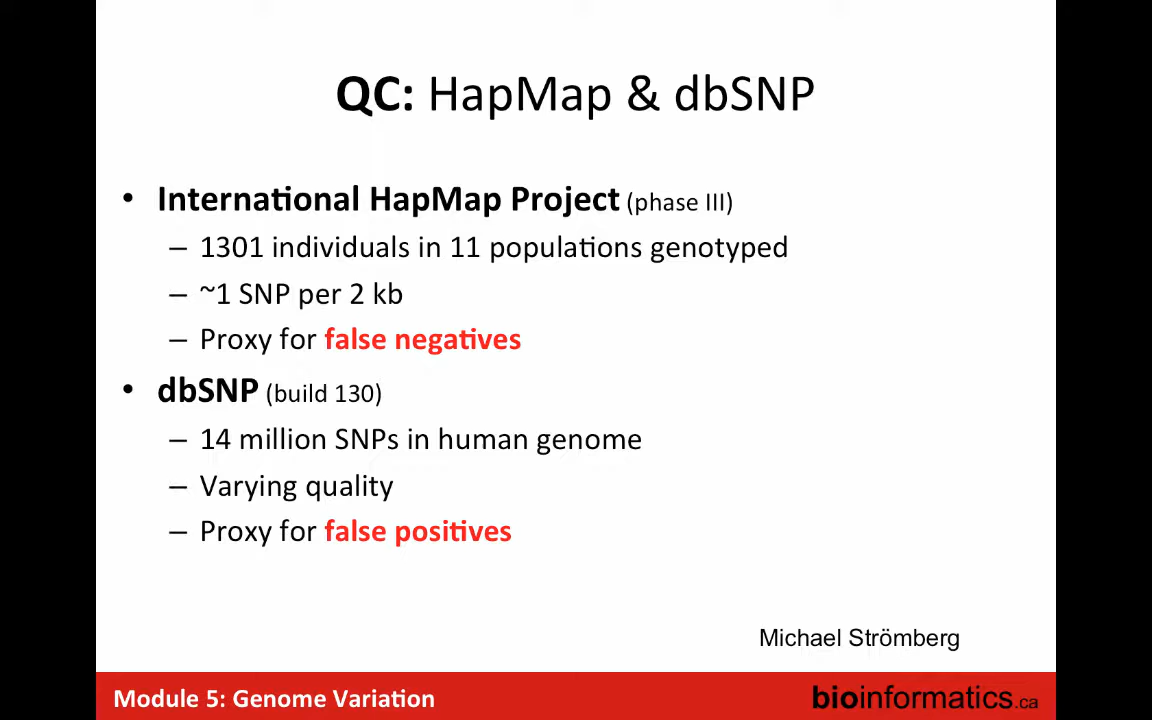 QC: HapMap & dbSNP
• International HapMap Project (phase III)
– 1301 individuals in 11 populations genotyped
– ~1 SNP per 2 kb
– Proxy for false negatives
• dbSNP (build 130)
– 14 million SNPs in human genome
– Varying quality
– Proxy for false positives
Michael Strömberg
Module 5: Genome Variation
bioinformatics.ca